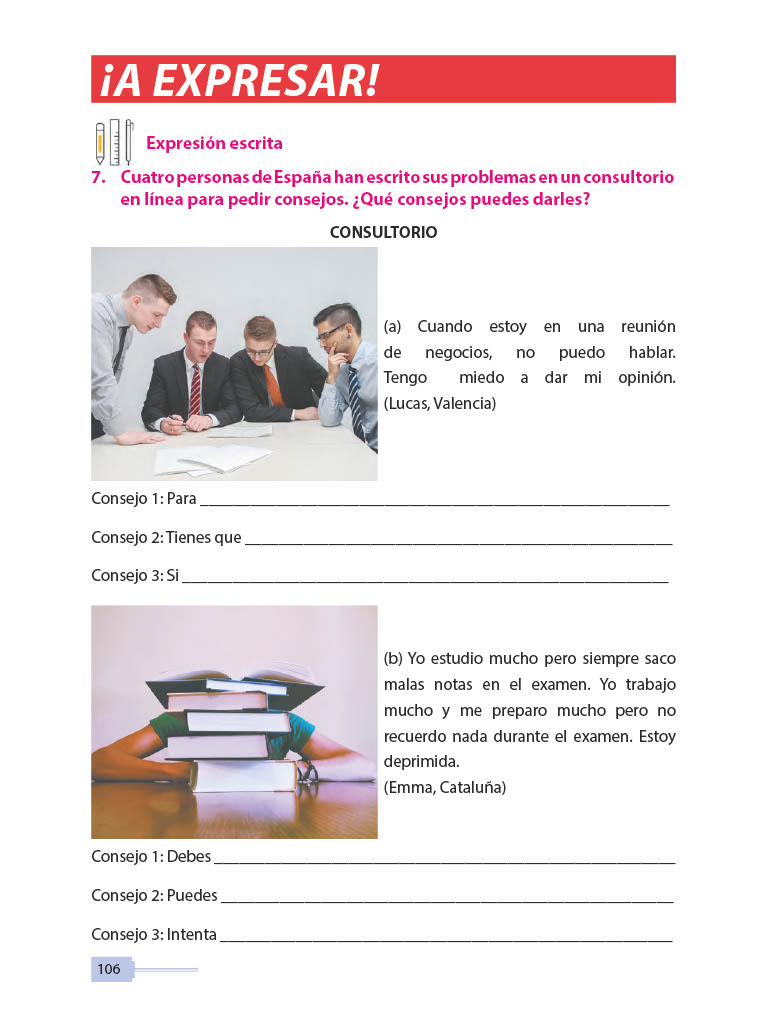 ¡A EXPRESAR!
Expresión escrita
7. Cuatro personas de España han escrito sus problemas en un consultorio
en línea para pedir consejos. ¿Qué consejos puedes darles?
CONSULTORIO
(a) Cuando estoy en una reunión
de negocios, no puedo hablar.
Tengo miedo a dar mi opinión.
(Lucas, Valencia)
Consejo 1: Para ____________________
Consejo 2: Tienes que ____________________
Consejo 3: Si ____________________
(b) Yo estudio mucho pero siempre saco
malas notas en el examen. Yo trabajo
mucho y me preparo mucho pero no
recuerdo nada durante el examen. Estoy
deprimida.
(Emma, Cataluña)
Consejo 1: Debes ____________________
Consejo 2: Puedes ____________________
Consejo 3: Intenta ____________________
106